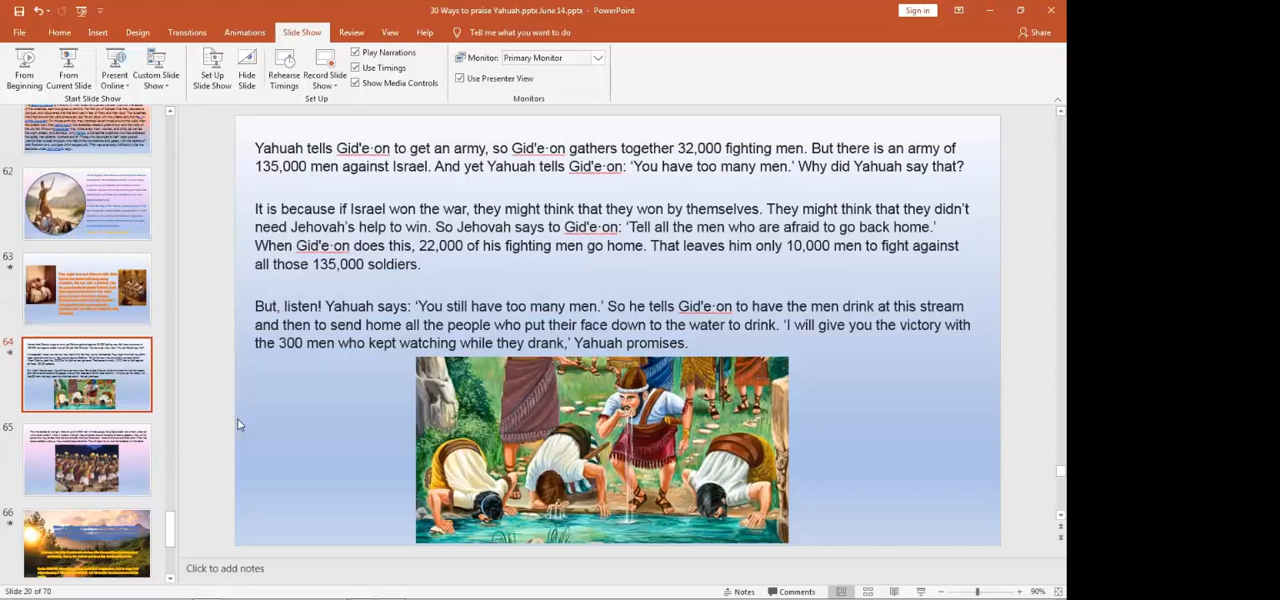 30 Ways to praise Yahuah.pptx June 14.pptx - PowerPoint
Sign in
File Home Insert Design Transitions Animations Slide Show Review View Help Tell me what you want to do Share
From Beginning
From Current Slide
Present Online
Custom Slide Show
Start Slide Show
Set Up Slide Show
Hide Slide
Rehearse Timings
Record Slide Show
Play Narrations
Use Timings
Show Media Controls
Set Up
Monitor: Primary Monitor
Use Presenter View
Monitors
62
63
64
65
66
Yahuah tells Gid'e·on to get an army, so Gid'e·on gathers together 32,000 fighting men. But there is an army of
135,000 men against Israel. And yet Yahuah tells Gid'e·on: ‘You have too many men.’ Why did Yahuah say that?
It is because if Israel won the war, they might think that they won by themselves. They might think that they didn’t
need Jehovah’s help to win. So Jehovah says to Gid'e·on: ‘Tell all the men who are afraid to go back home.’
When Gid'e·on does this, 22,000 of his fighting men go home. That leaves him only 10,000 men to fight against
all those 135,000 soldiers.
But, listen! Yahuah says: ‘You still have too many men.’ So he tells Gid'e·on to have the men drink at this stream
and then to send home all the people who put their face down to the water to drink. ‘I will give you the victory with
the 300 men who kept watching while they drank,’ Yahuah promises.
Click to add notes
Slide 20 of 70
Notes Comments 90%